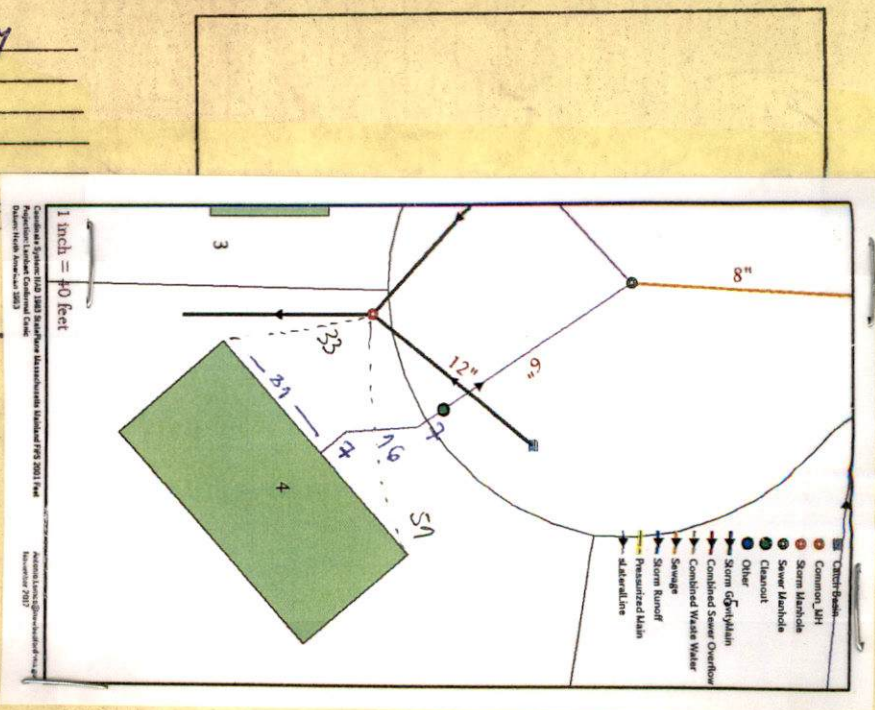 Catch Basin
Common_MH
Storm Manhole
Sewer Manhole
Cleanout
Other
Storm GravityMain
Combined Sewer Overflow
Combined Waste Water
Sewage
Storm Runoff
Pressurized Main
sLateralLine
8"
6"
12"
3
33
31
7
16
7
51
4
1 inch = 40 feet
Coordinate System: NAD 1983 StatePlane Massachusetts Mainland FIPS 2001 Feet
Projection: Lambert Conformal Conic
Datum: North American 1983
November 2017